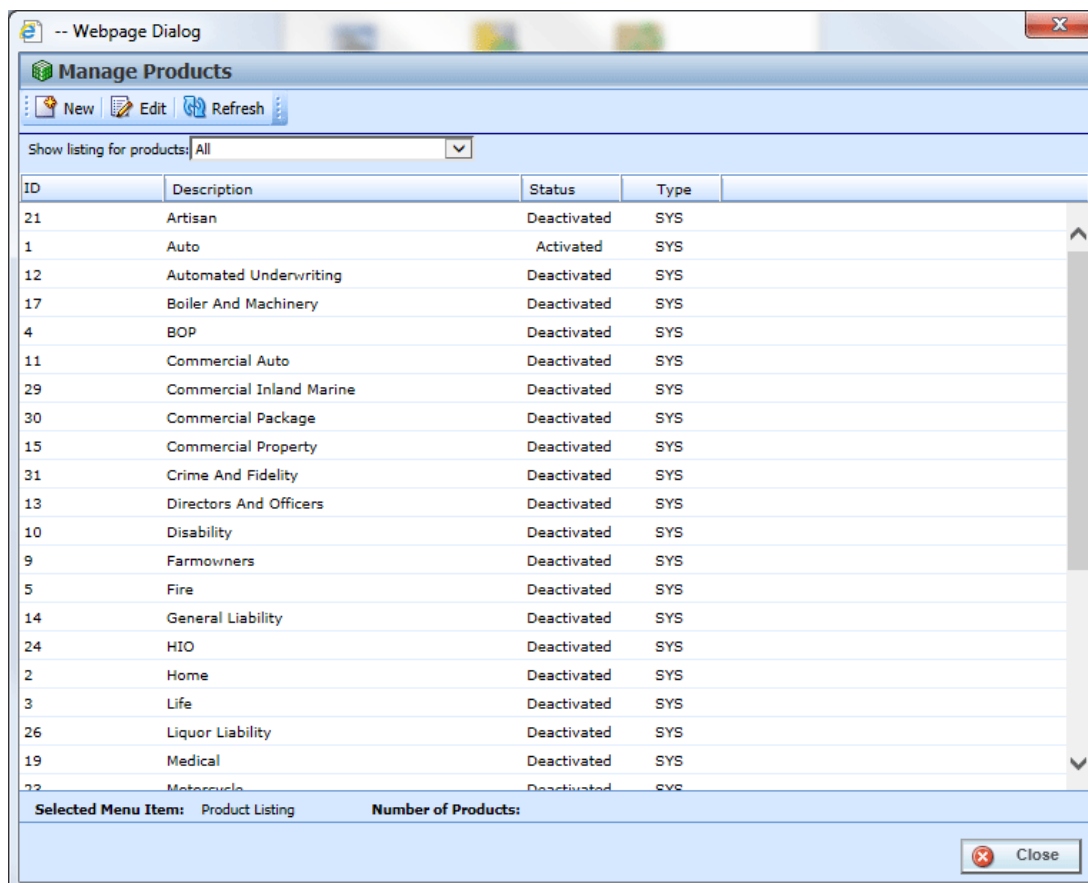 -- Webpage Dialog
Manage Products
New Edit Refresh
Show listing for products: All
ID Description Status Type
21 Artisan Deactivated SYS
1 Auto Activated SYS
12 Automated Underwriting Deactivated SYS
17 Boiler And Machinery Deactivated SYS
4 BOP Deactivated SYS
11 Commercial Auto Deactivated SYS
29 Commercial Inland Marine Deactivated SYS
30 Commercial Package Deactivated SYS
15 Commercial Property Deactivated SYS
31 Crime And Fidelity Deactivated SYS
13 Directors And Officers Deactivated SYS
10 Disability Deactivated SYS
9 Farmowners Deactivated SYS
5 Fire Deactivated SYS
14 General Liability Deactivated SYS
24 HIO Deactivated SYS
2 Home Deactivated SYS
3 Life Deactivated SYS
26 Liquor Liability Deactivated SYS
19 Medical Deactivated SYS
23 Motorcycle Deactivated SYS
Selected Menu Item: Product Listing Number of Products:
Close